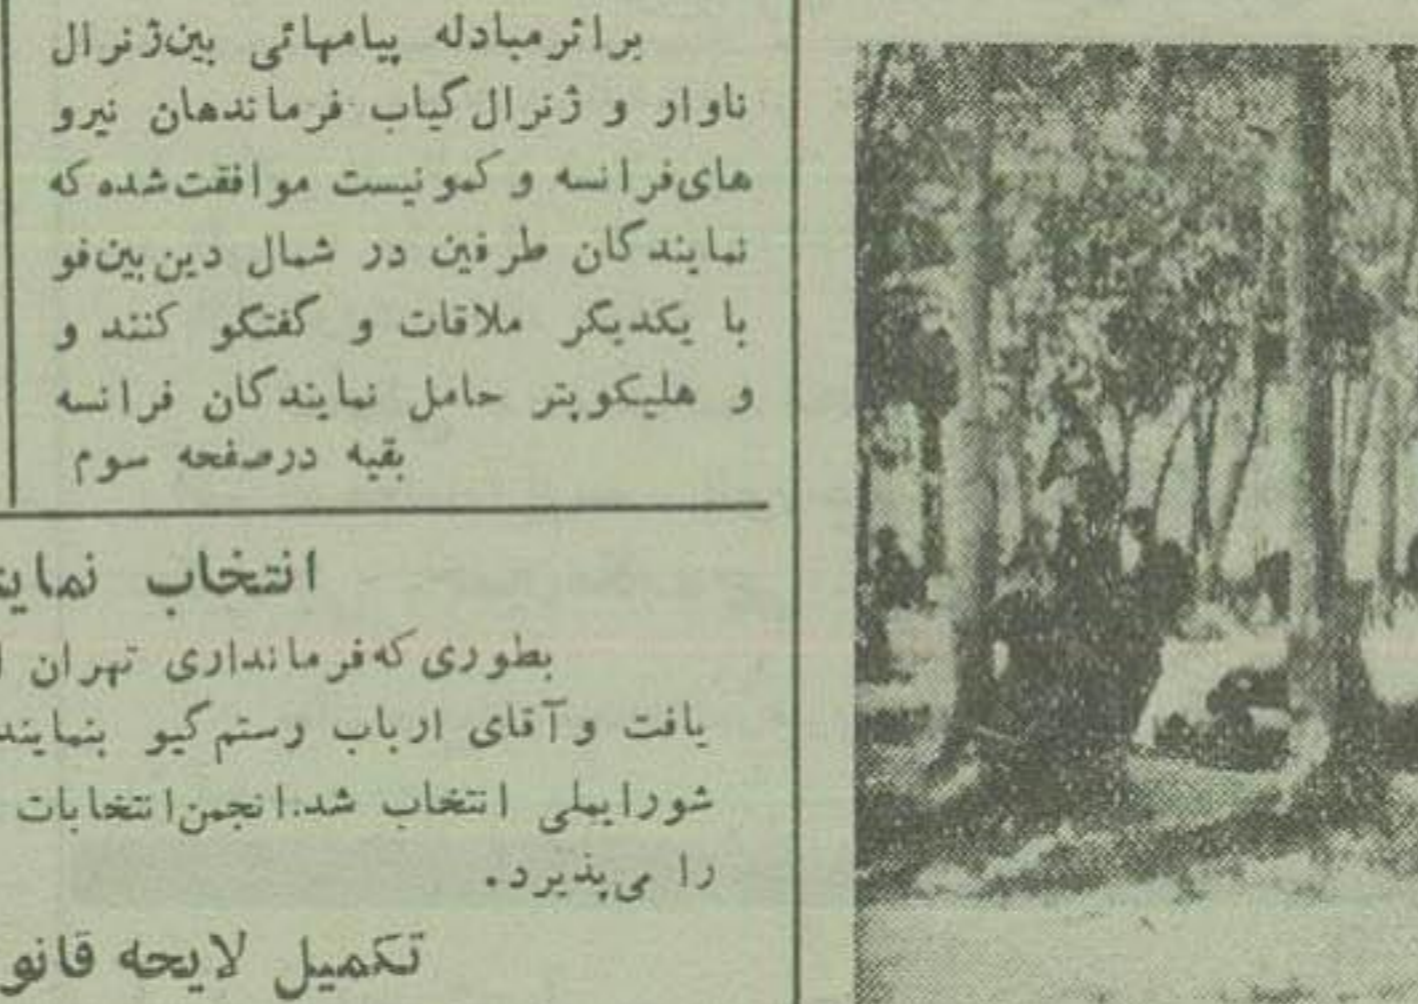 براثرمبادله پیامهائی بین‌ژنرال
ناوار و ژنرال گیاب فرماندهان نیرو
های‌فرانسه و کمونیست موافقت‌شده که
نمایندگان طرفین در شمال دین‌بین‌فو
با یکدیگر ملاقات و گفتگو کنند و
و هلیکوپتر حامل نمایندگان فرانسه
بقیه درصفحه سوم
انتخاب
بطوری که فرمانداری تهران
یافت و آقای ارباب رستم گیو
شورایملی انتخاب شد.انجمن‌انتخابات
را می‌پذیرد.
تکمیل لایحه